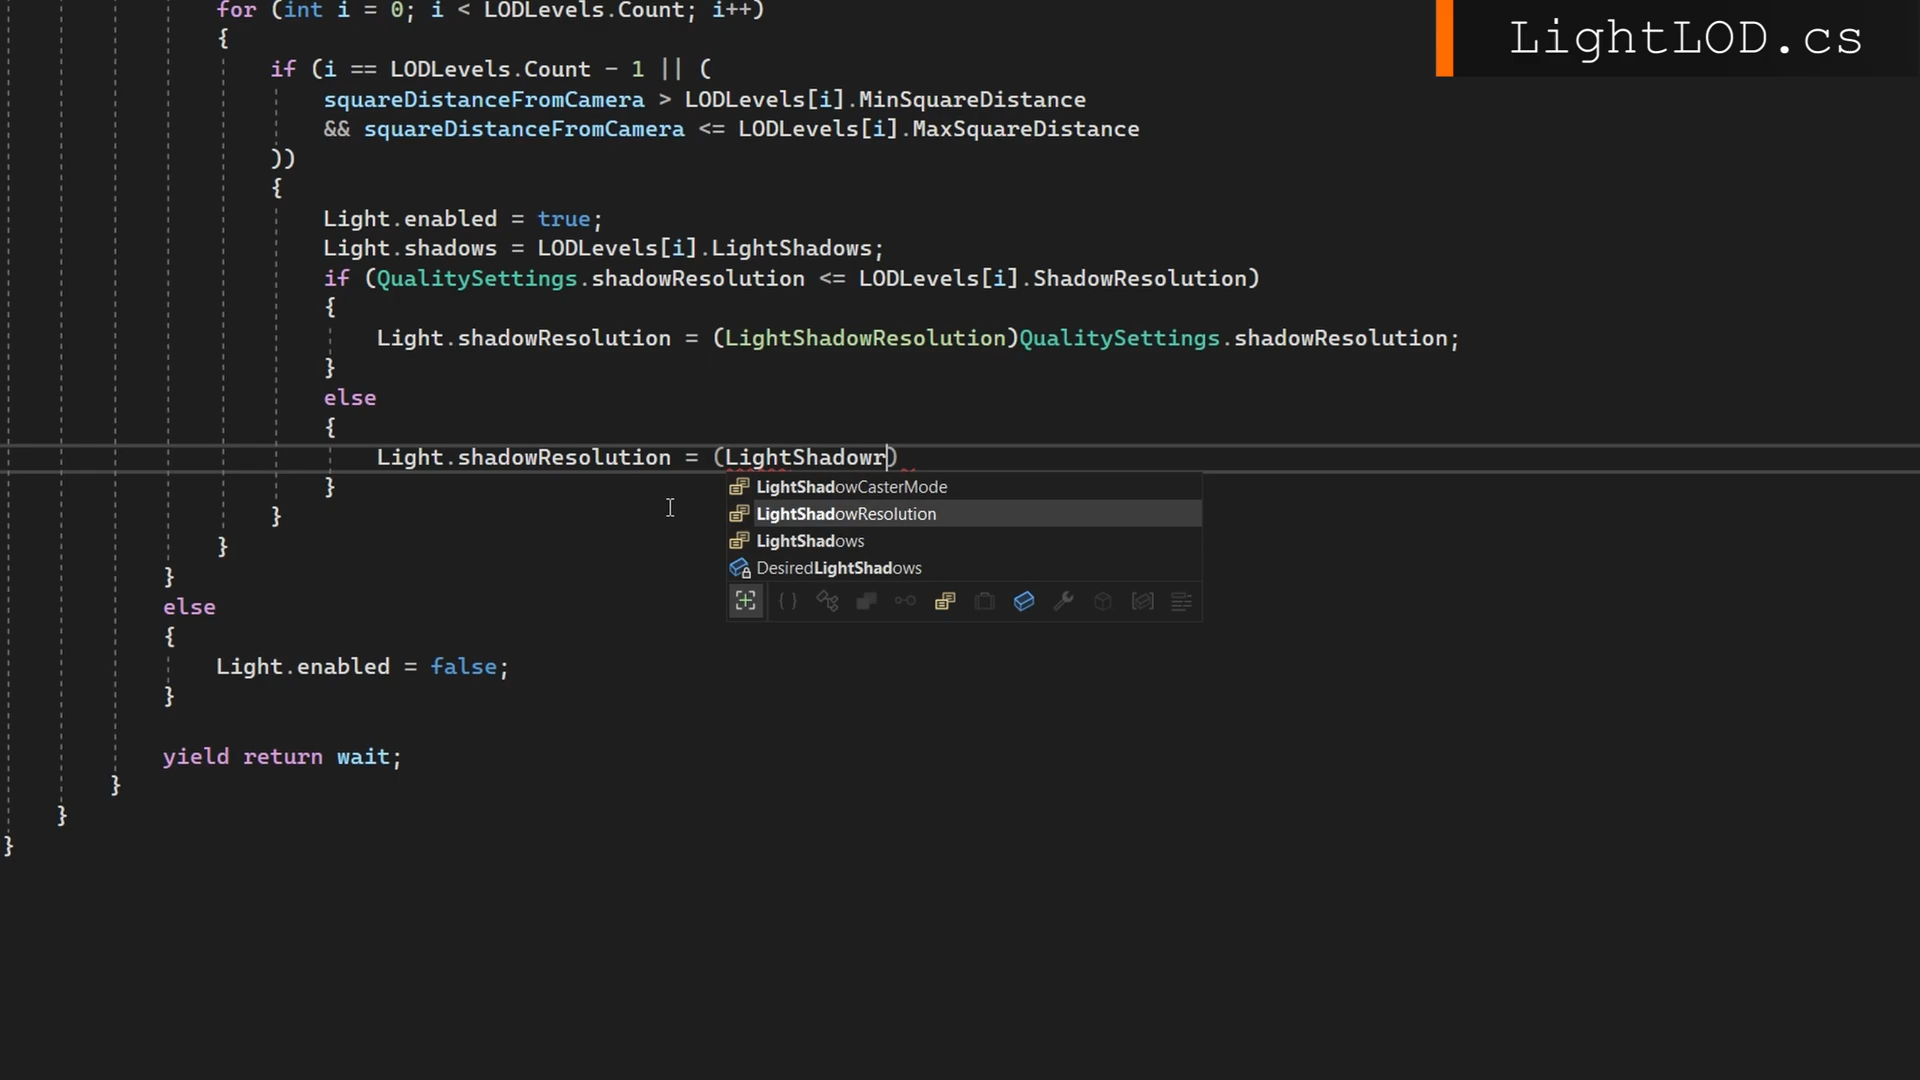 for (int i = 0; i < LODLevels.Count; i++)
LightLOD.cs
{
if (i == LODLevels.Count - 1 || (
squareDistanceFromCamera > LODLevels[i].MinSquareDistance
&& squareDistanceFromCamera <= LODLevels[i].MaxSquareDistance
))
{
Light.enabled = true;
Light.shadows = LODLevels[i].LightShadows;
if (QualitySettings.shadowResolution <= LODLevels[i].ShadowResolution)
{
Light.shadowResolution = (LightShadowResolution)QualitySettings.shadowResolution;
}
else
{
Light.shadowResolution = (LightShadowr)
LightShadowCasterMode
LightShadowResolution
LightShadows
DesiredLightShadows
}
}
}
}
else
{
Light.enabled = false;
}
yield return wait;
}
}
}